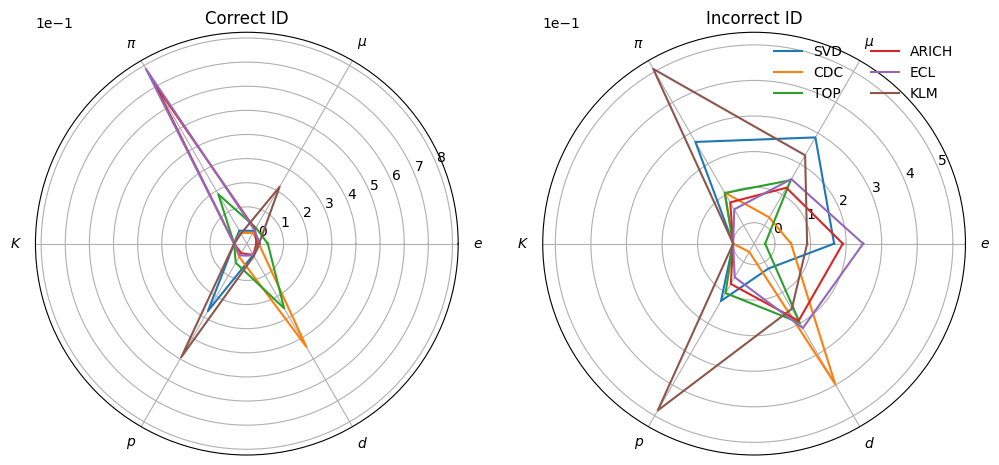 Correct ID
1e−1
e
μ
π
K
p
d
0
1
2
3
4
5
6
7
8
Incorrect ID
1e−1
e
μ
π
K
p
d
0
1
2
3
4
5
SVD
CDC
TOP
ARICH
ECL
KLM